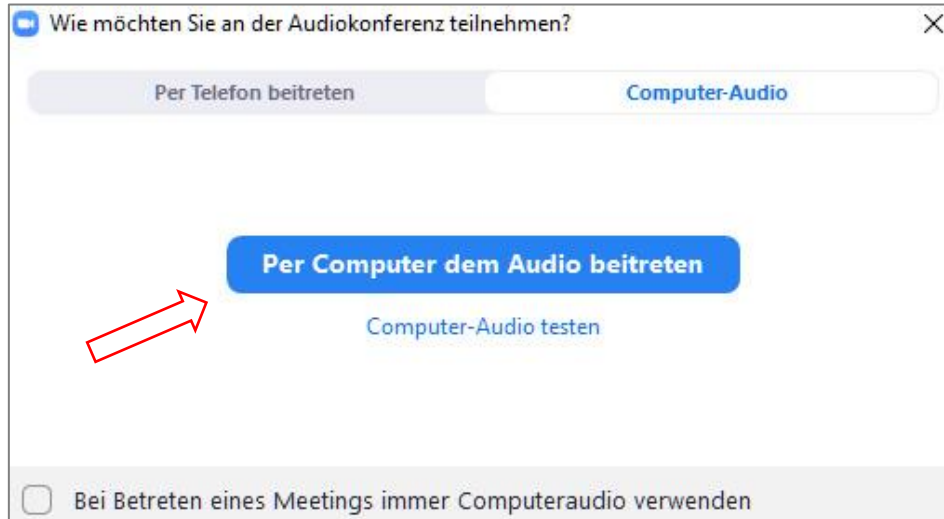 Wie möchten Sie an der Audiokonferenz teilnehmen?
Per Telefon beitreten
Computer-Audio
Per Computer dem Audio beitreten
Computer-Audio testen
Bei Betreten eines Meetings immer Computeraudio verwenden